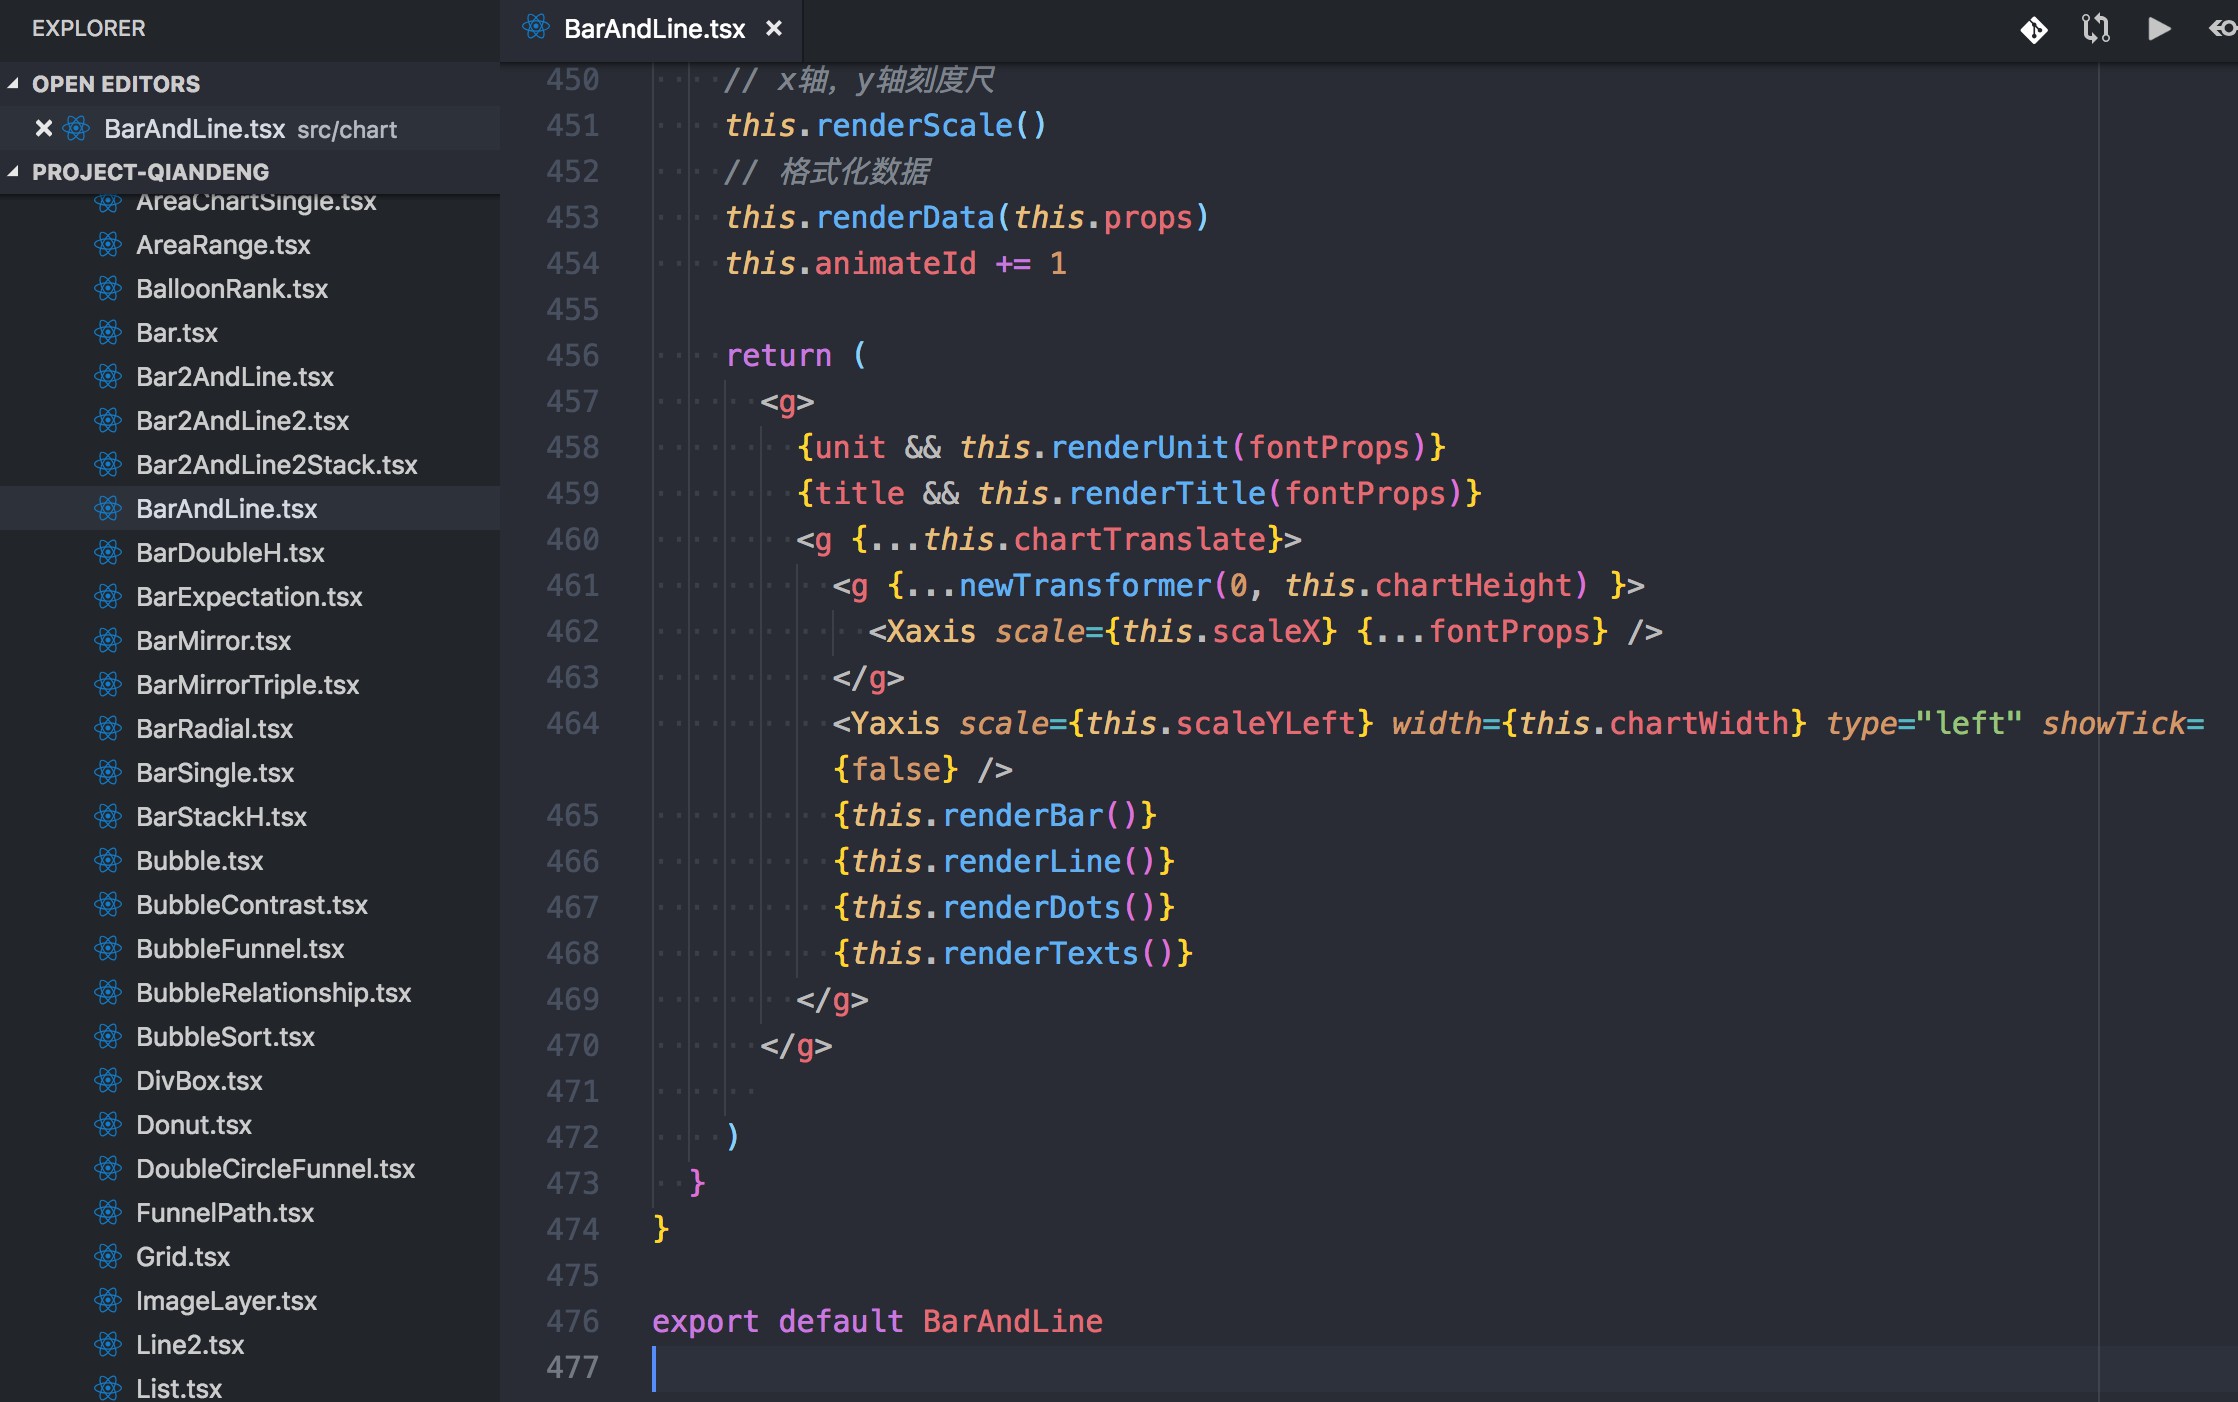 EXPLORER
OPEN EDITORS
BarAndLine.tsx src/chart
PROJECT-QIANDENG
AreaChartSingle.tsx
AreaRange.tsx
BalloonRank.tsx
Bar.tsx
Bar2AndLine.tsx
Bar2AndLine2.tsx
Bar2AndLine2Stack.tsx
BarAndLine.tsx
BarDoubleH.tsx
BarExpectation.tsx
BarMirror.tsx
BarMirrorTriple.tsx
BarRadial.tsx
BarSingle.tsx
BarStackH.tsx
Bubble.tsx
BubbleContrast.tsx
BubbleFunnel.tsx
BubbleRelationship.tsx
BubbleSort.tsx
DivBox.tsx
Donut.tsx
DoubleCircleFunnel.tsx
FunnelPath.tsx
Grid.tsx
ImageLayer.tsx
Line2.tsx
List.tsx
BarAndLine.tsx
450 // x轴，y轴刻度尺
451 this.renderScale()
452 // 格式化数据
453 this.renderData(this.props)
454 this.animateId += 1
455
456 return (
457 <g>
458 {unit && this.renderUnit(fontProps)}
459 {title && this.renderTitle(fontProps)}
460 <g {...this.chartTranslate}>
461 <g {...newTransformer(0, this.chartHeight) }>
462 <Xaxis scale={this.scaleX} {...fontProps} />
463 </g>
464 <Yaxis scale={this.scaleYLeft} width={this.chartWidth} type="left" showTick=
{false} />
465 {this.renderBar()}
466 {this.renderLine()}
467 {this.renderDots()}
468 {this.renderTexts()}
469 </g>
470 </g>
471
472 )
473 }
474 }
475
476 export default BarAndLine
477